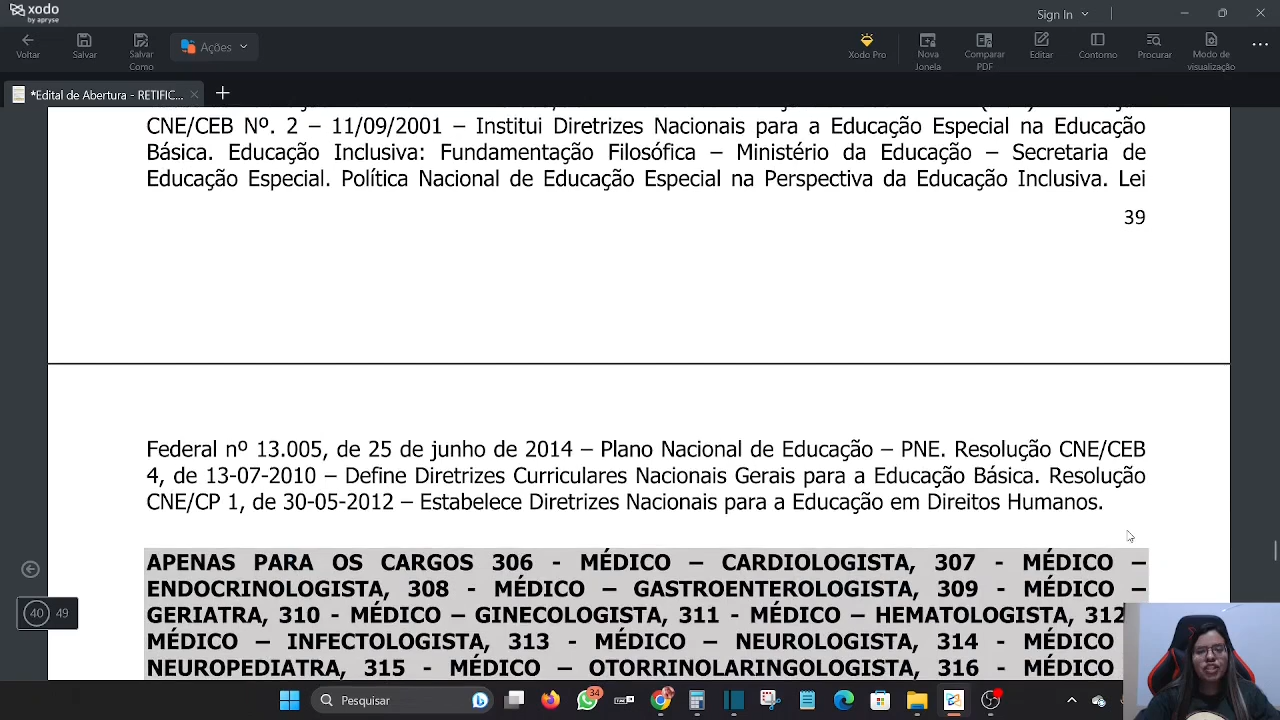 xodo
by apryse
Sign In
Voltar
Salvar
Salvar Como
Ações
Xodo Pro
Nova Jonela
Comparar PDF
Editar
Contorno
Procurar
Modo de visualização
*Edital de Abertura - RETIFIC...
CNE/CEB Nº. 2 – 11/09/2001 – Institui Diretrizes Nacionais para a Educação Especial na Educação
Básica. Educação Inclusiva: Fundamentação Filosófica – Ministério da Educação – Secretaria de
Educação Especial. Política Nacional de Educação Especial na Perspectiva da Educação Inclusiva. Lei
39
Federal nº 13.005, de 25 de junho de 2014 – Plano Nacional de Educação – PNE. Resolução CNE/CEB
4, de 13-07-2010 – Define Diretrizes Curriculares Nacionais Gerais para a Educação Básica. Resolução
CNE/CP 1, de 30-05-2012 – Estabelece Diretrizes Nacionais para a Educação em Direitos Humanos.
APENAS PARA OS CARGOS 306 - MÉDICO – CARDIOLOGISTA, 307 - MÉDICO –
ENDOCRINOLOGISTA, 308 - MÉDICO – GASTROENTEROLOGISTA, 309 - MÉDICO –
GERIATRA, 310 - MÉDICO – GINECOLOGISTA, 311 - MÉDICO – HEMATOLOGISTA, 312
MÉDICO – INFECTOLOGISTA, 313 - MÉDICO – NEUROLOGISTA, 314 - MÉDICO
NEUROPEDIATRA, 315 - MÉDICO – OTORRINOLARINGOLOGISTA, 316 - MÉDICO
40 49
Pesquisar
34